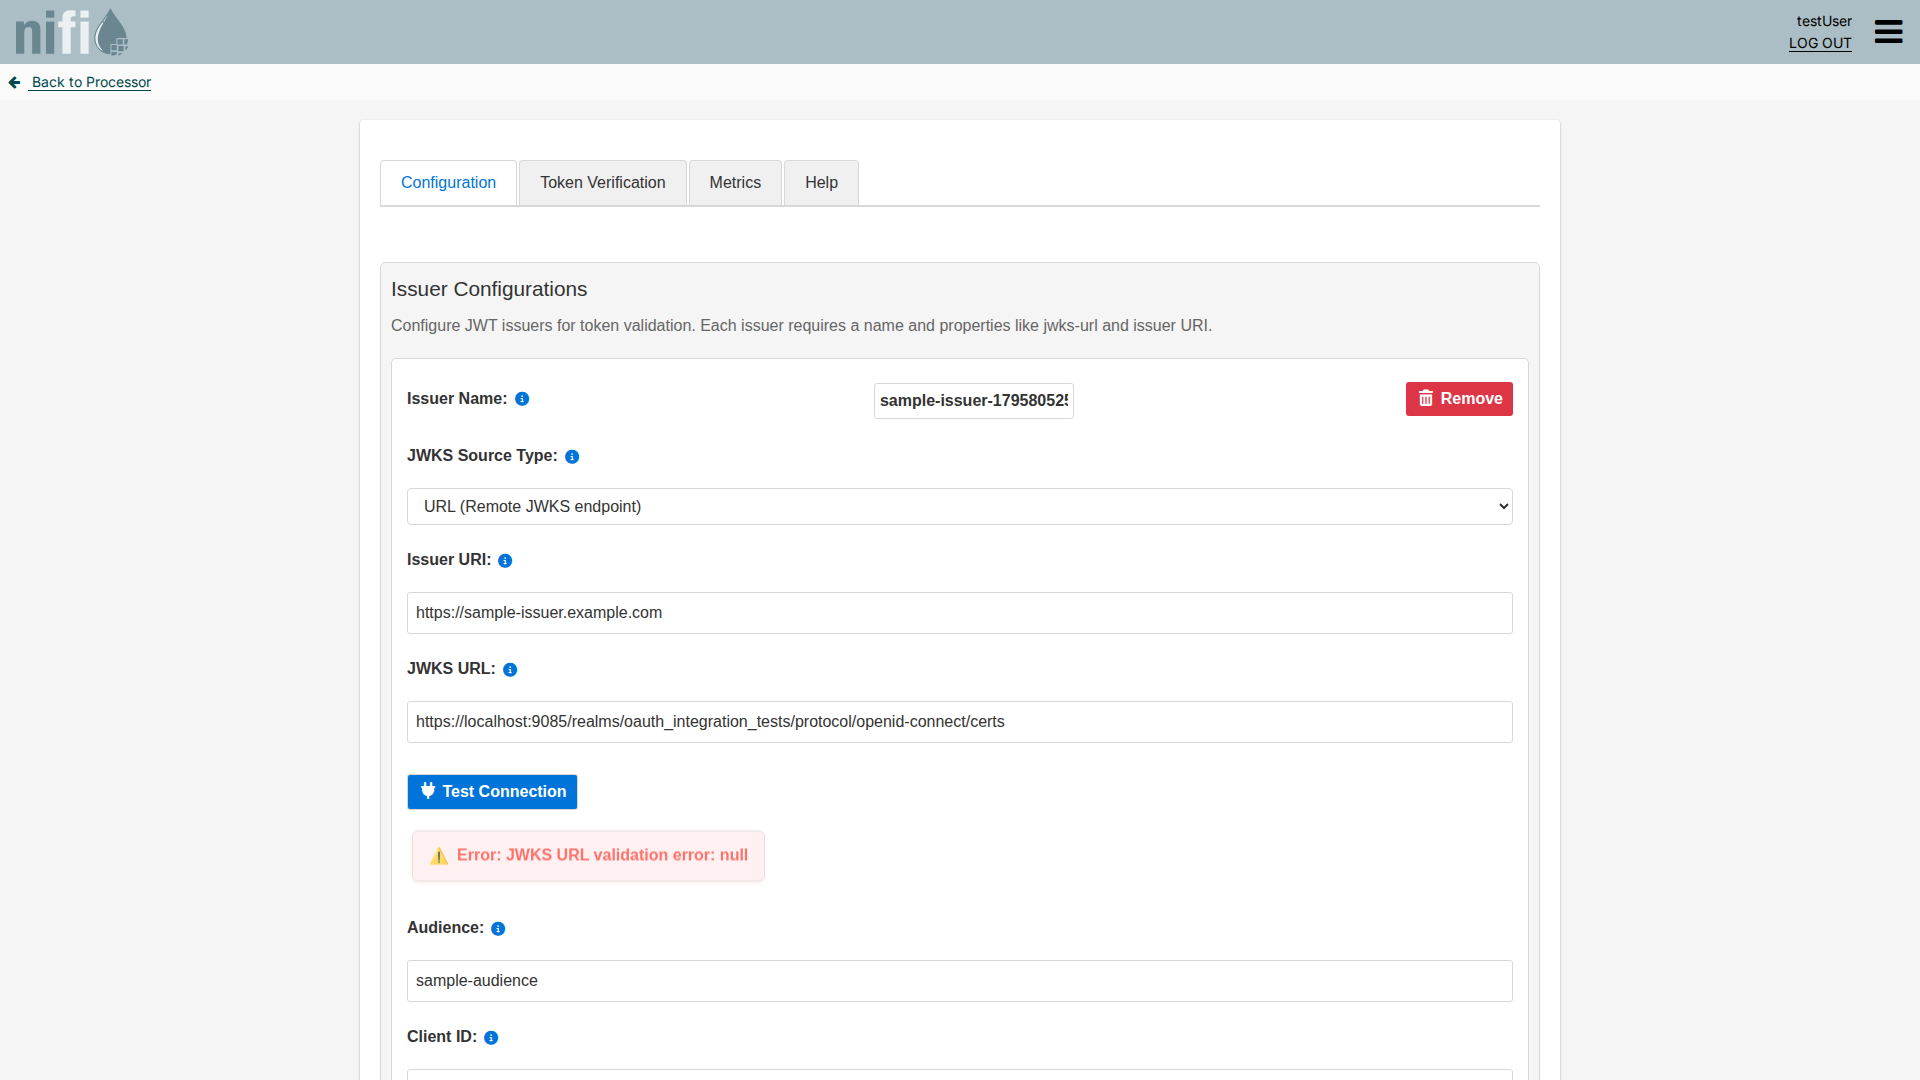 nifi
testUser
LOG OUT
Back to Processor
Configuration
Token Verification
Metrics
Help
Issuer Configurations
Configure JWT issuers for token validation. Each issuer requires a name and properties like jwks-url and issuer URI.
Issuer Name:
sample-issuer-179580525
Remove
JWKS Source Type:
URL (Remote JWKS endpoint)
Issuer URI:
https://sample-issuer.example.com
JWKS URL:
https://localhost:9085/realms/oauth_integration_tests/protocol/openid-connect/certs
Test Connection
Error: JWKS URL validation error: null
Audience:
sample-audience
Client ID: